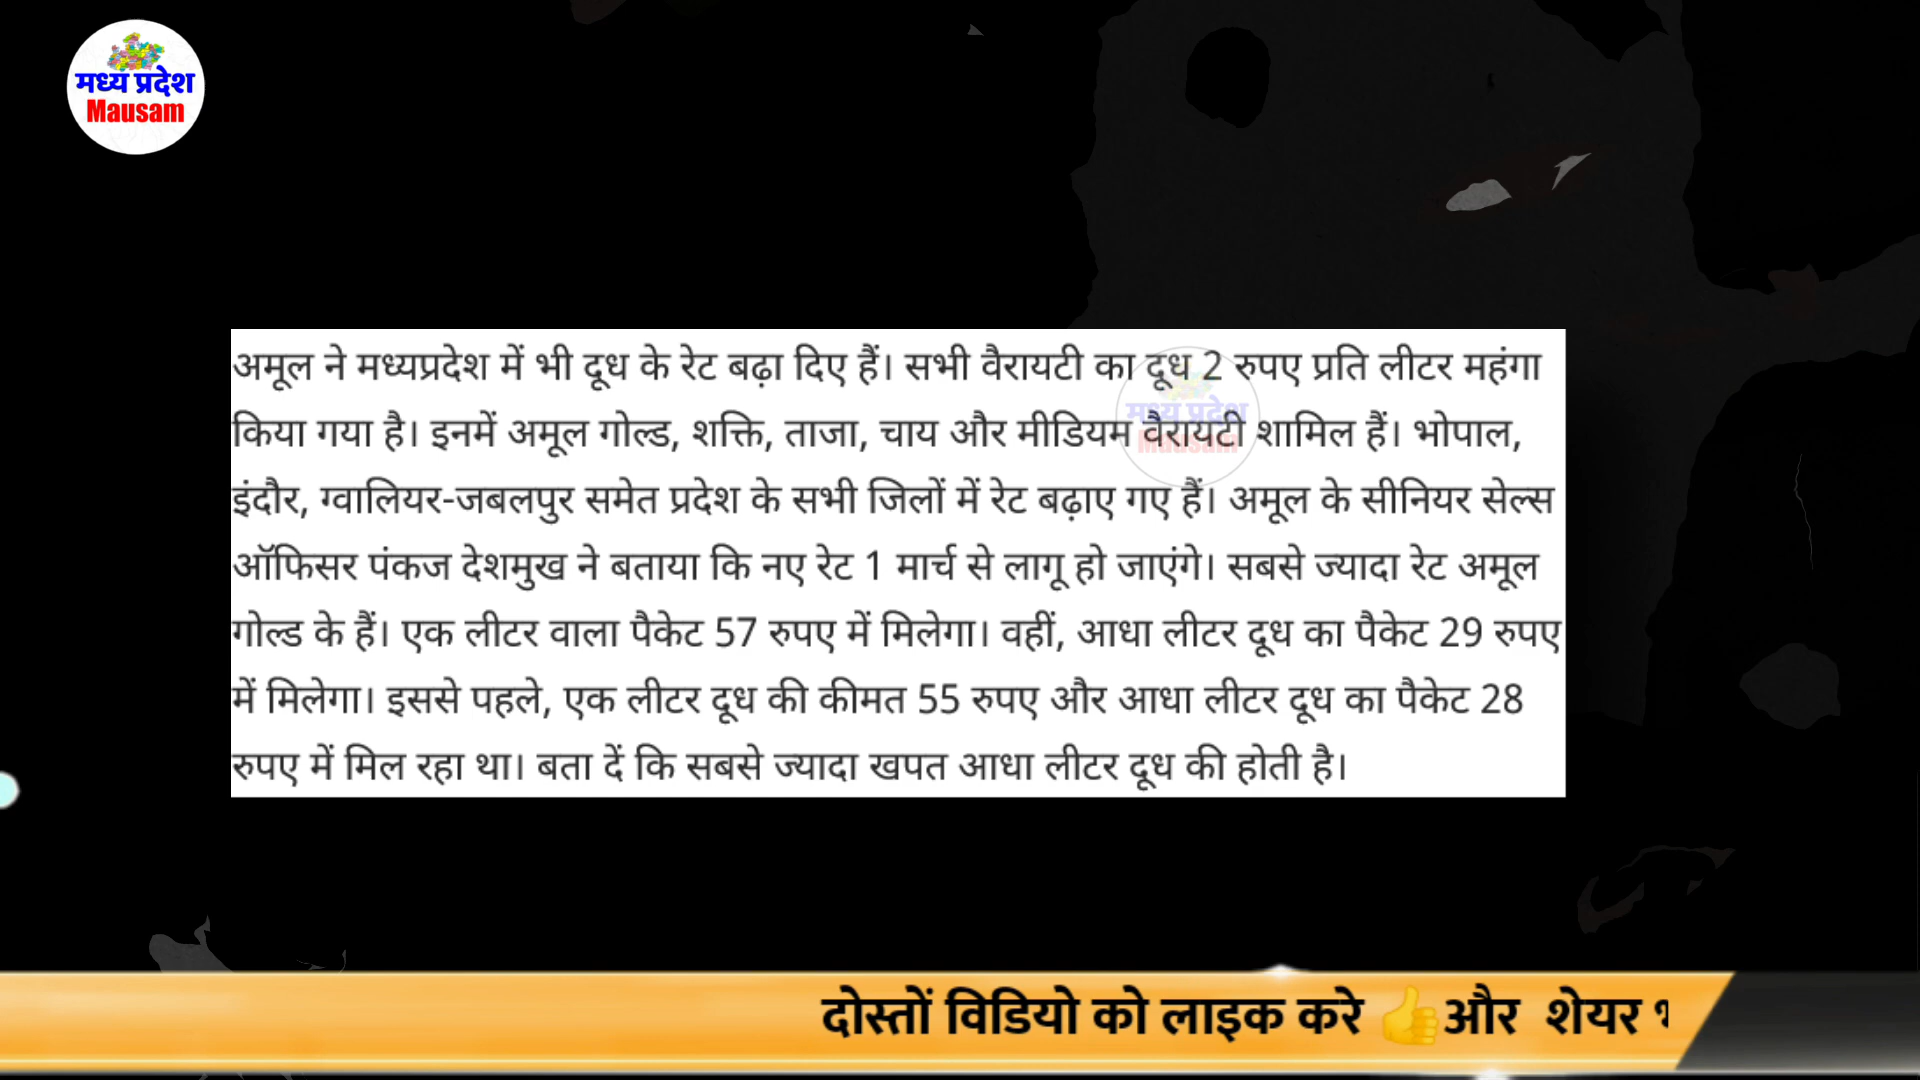 मध्य प्रदेश
Mausam
अमूल ने मध्यप्रदेश में भी दूध के रेट बढ़ा दिए हैं। सभी वैरायटी का दूध 2 रुपए प्रति लीटर महंगा
किया गया है। इनमें अमूल गोल्ड, शक्ति, ताजा, चाय और मीडियम वैरायटी शामिल हैं। भोपाल,
इंदौर, ग्वालियर-जबलपुर समेत प्रदेश के सभी जिलों में रेट बढ़ाए गए हैं। अमूल के सीनियर सेल्स
ऑफिसर पंकज देशमुख ने बताया कि नए रेट 1 मार्च से लागू हो जाएंगे। सबसे ज्यादा रेट अमूल
गोल्ड के हैं। एक लीटर वाला पैकेट 57 रुपए में मिलेगा। वहीं, आधा लीटर दूध का पैकेट 29 रुपए
में मिलेगा। इससे पहले, एक लीटर दूध की कीमत 55 रुपए और आधा लीटर दूध का पैकेट 28
रुपए में मिल रहा था। बता दें कि सबसे ज्यादा खपत आधा लीटर दूध की होती है।
मध्य प्रदेश
Mausam
दोस्तों विडियो को लाइक करे 👍और शेयर